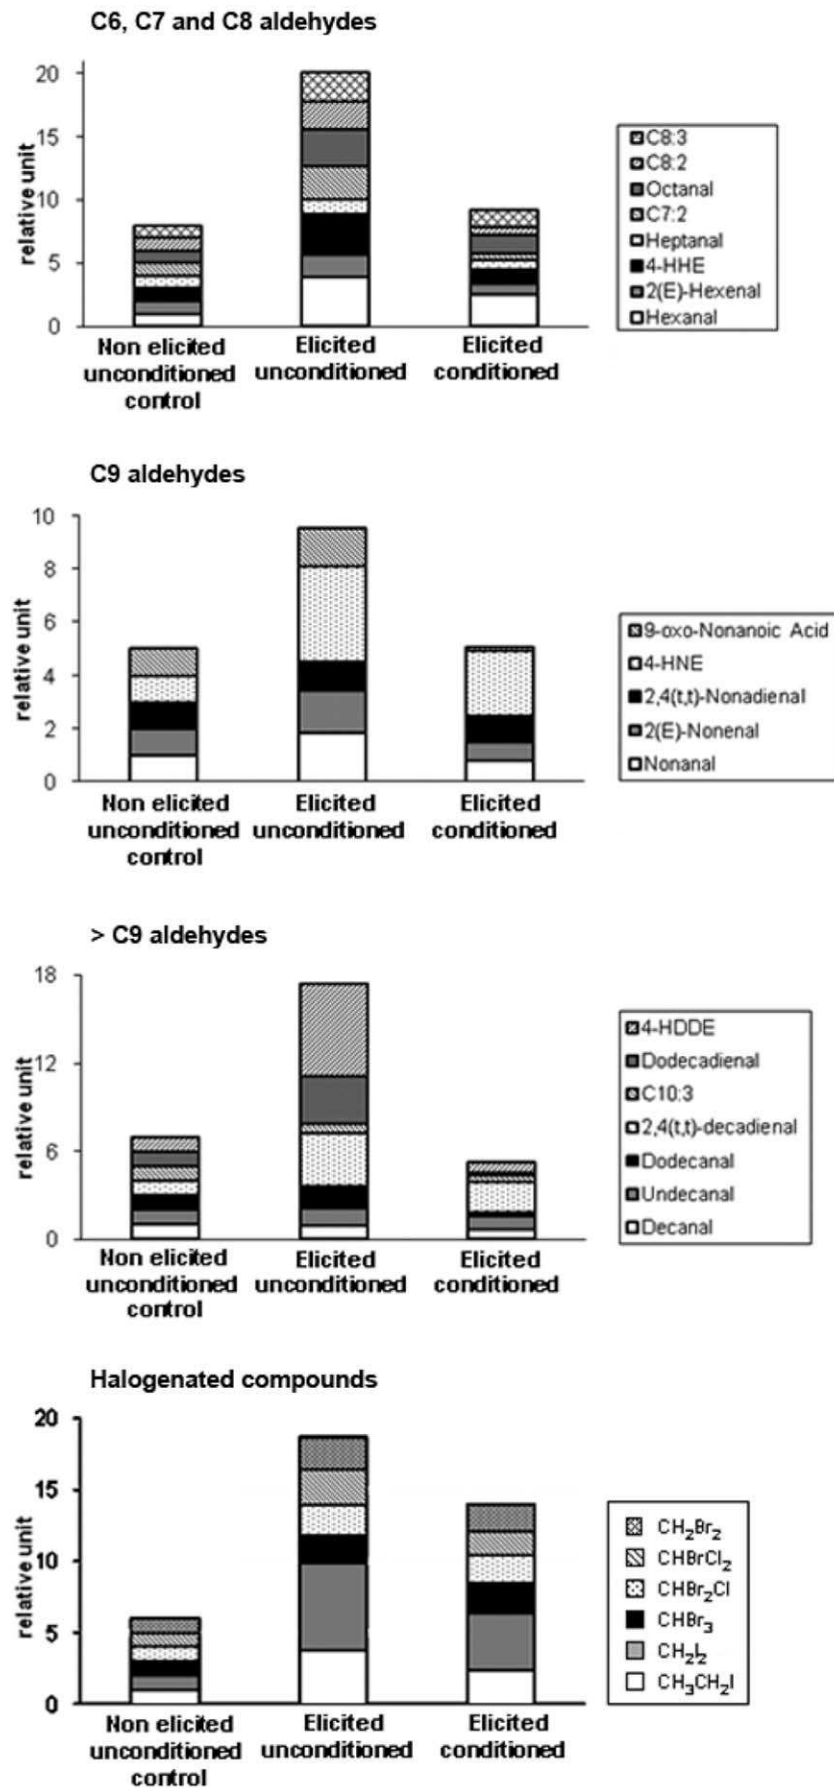 C6, C7 and C8 aldehydes
20
15
10
5
0
relative unit
Non elicited
unconditioned
control
Elicited
unconditioned
Elicited
conditioned
C8:3
C8:2
Octanal
C7:2
Heptanal
4-HHE
2(E)-Hexenal
Hexanal
C9 aldehydes
10
8
6
4
2
0
relative unit
Non elicited
unconditioned
control
Elicited
unconditioned
Elicited
conditioned
9-oxo-Nonanoic Acid
4-HNE
2,4(t,t)-Nonadienal
2(E)-Nonenal
Nonanal
> C9 aldehydes
18
12
6
0
relative unit
Non elicited
unconditioned
control
Elicited
unconditioned
Elicited
conditioned
4-HDDE
Dodecadienal
C10:3
2,4(t,t)-decadienal
Dodecanal
Undecanal
Decanal
Halogenated compounds
20
15
10
5
0
relative unit
Non elicited
unconditioned
control
Elicited
unconditioned
Elicited
conditioned
CH₂Br₂
CHBrCl₂
CHBr₂Cl
CHBr₃
CH₂I₂
CH₃CH₂I